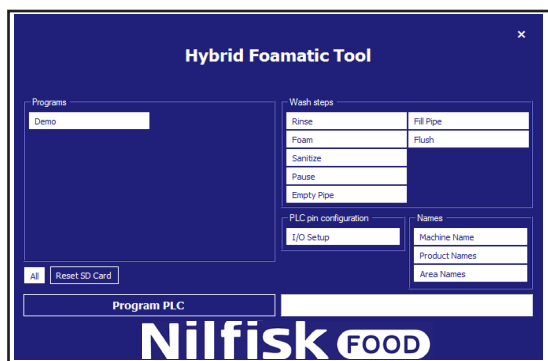 ×
Hybrid Foamatic Tool
Programs
Demo
Wash steps
Rinse
Fill Pipe
Foam
Flush
Sanitize
Pause
Empty Pipe
PLC pin configuration
I/O Setup
Names
Machine Name
Product Names
Area Names
All
Reset SD Card
Program PLC
Nilfisk FOOD